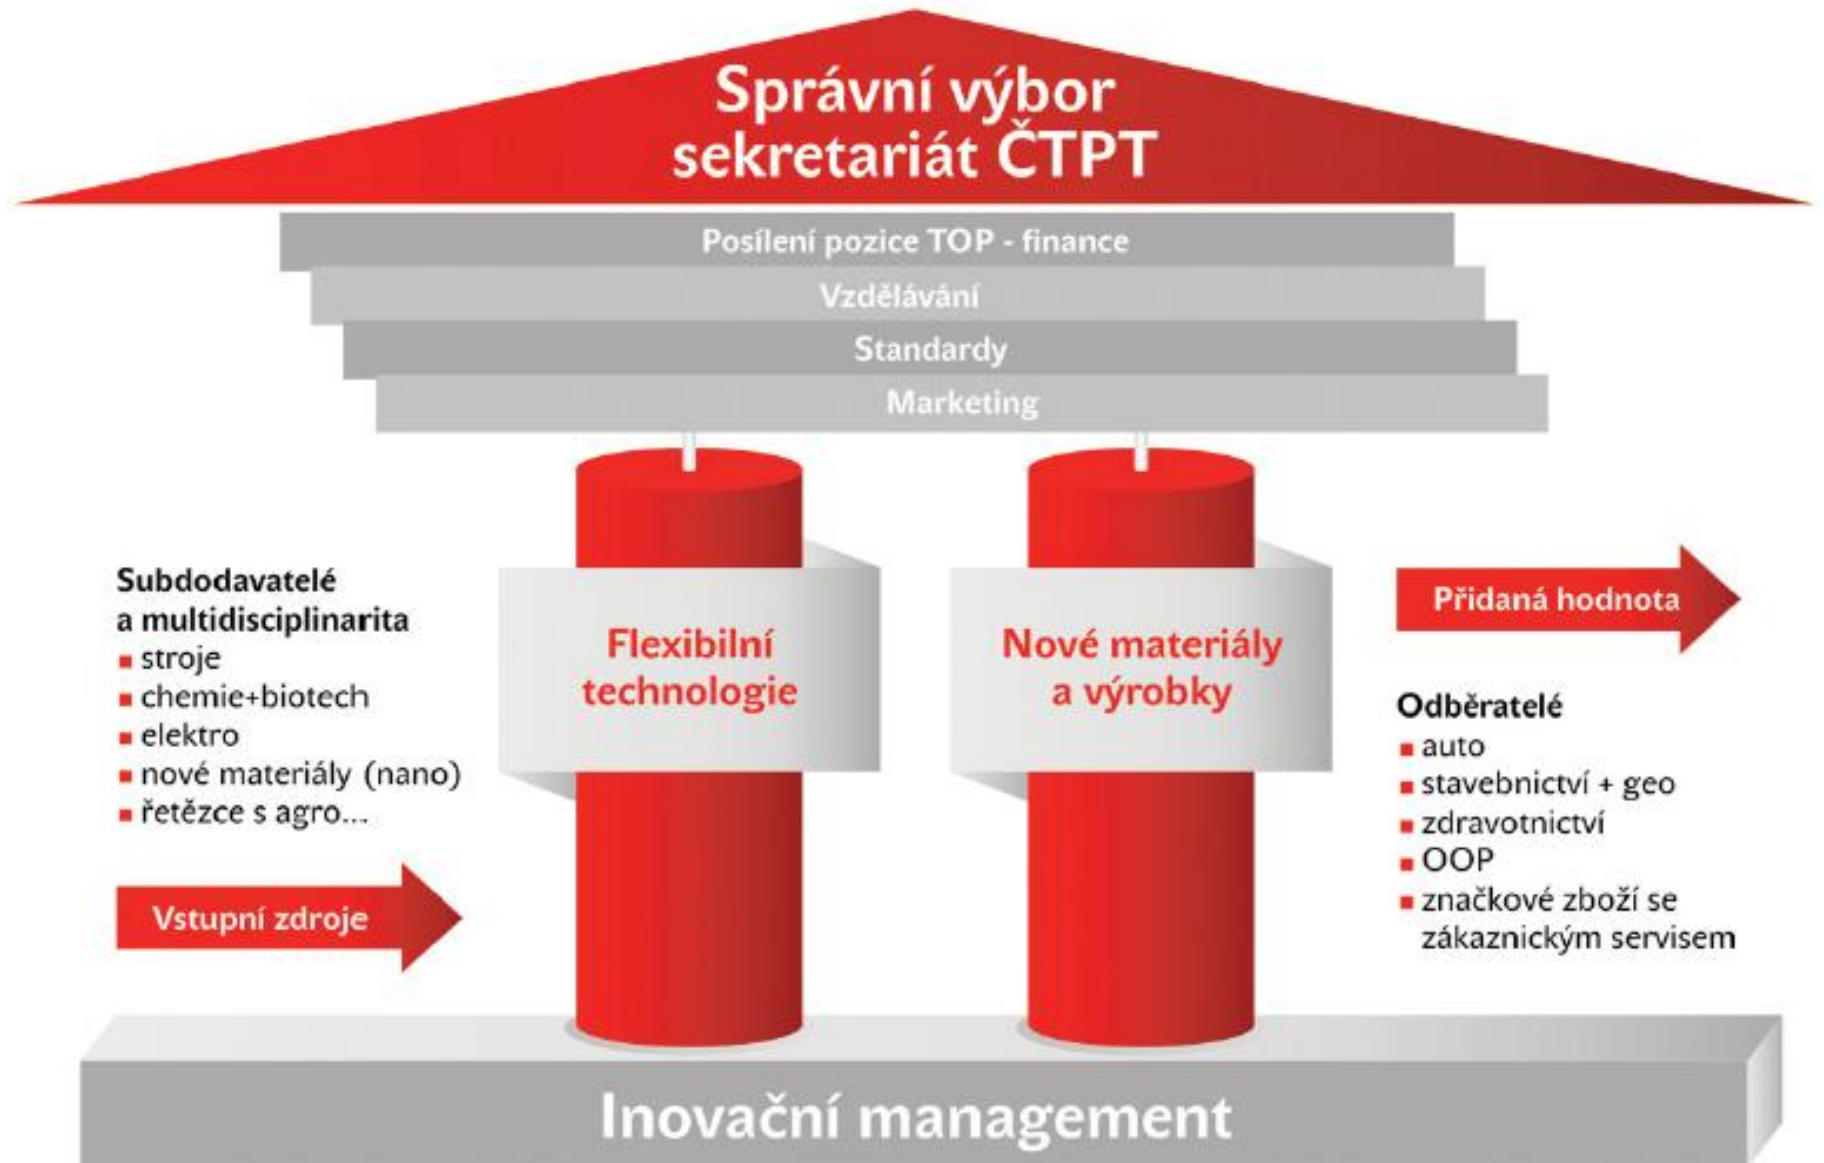 Správní výbor
sekretariát ČTPT
Posílení pozice TOP - finance
Vzdělávání
Standardy
Marketing
Subdodavatelé
a multidisciplinarita
stroje
chemie+biotech
elektro
nové materiály (nano)
řetězce s agro...
Vstupní zdroje
Flexibilní
technologie
Nové materiály
a výrobky
Přidaná hodnota
Odběratelé
auto
stavebnictví + geo
zdravotnictví
OOP
značkové zboží se
zákaznickým servisem
Inovační management